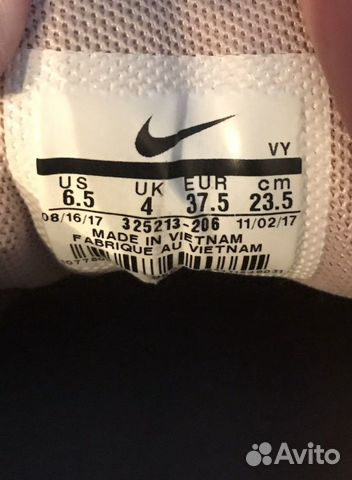 VY
US UK EUR cm
6.5 4 37.5 23.5
08/16/17 325213-206 11/02/17
MADE IN VIETNAM
FABRIQUE AU VIETNAM
Avito